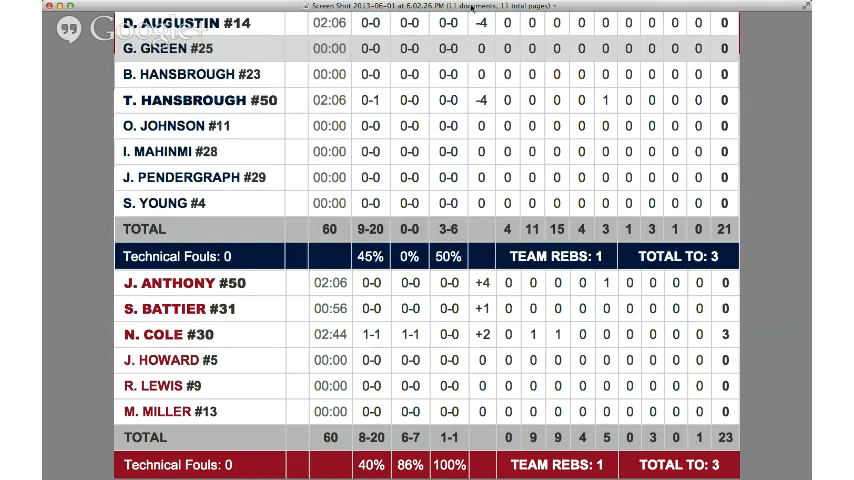 Screen Shot 2013-06-01 at 6.02.26 PM (11 documents, 11 total pages)
Google+
D. AUGUSTIN #14 02:06 0-0 0-0 0-0 -4 0 0 0 0 0 0 0 0 0 0
G. GREEN #25 00:00 0-0 0-0 0-0 0 0 0 0 0 0 0 0 0 0 0
B. HANSBROUGH #23 00:00 0-0 0-0 0-0 0 0 0 0 0 0 0 0 0 0 0
T. HANSBROUGH #50 02:06 0-1 0-0 0-0 -4 0 0 0 0 1 0 0 0 0 0
O. JOHNSON #11 00:00 0-0 0-0 0-0 0 0 0 0 0 0 0 0 0 0 0
I. MAHINMI #28 00:00 0-0 0-0 0-0 0 0 0 0 0 0 0 0 0 0 0
J. PENDERGRAPH #29 00:00 0-0 0-0 0-0 0 0 0 0 0 0 0 0 0 0 0
S. YOUNG #4 00:00 0-0 0-0 0-0 0 0 0 0 0 0 0 0 0 0 0
TOTAL 60 9-20 0-0 3-6 4 11 15 4 3 1 3 1 0 21
Technical Fouls: 0 45% 0% 50% TEAM REBS: 1 TOTAL TO: 3
J. ANTHONY #50 02:06 0-0 0-0 0-0 +4 0 0 0 0 1 0 0 0 0 0
S. BATTIER #31 00:56 0-0 0-0 0-0 +1 0 0 0 0 0 0 0 0 0 0
N. COLE #30 02:44 1-1 1-1 0-0 +2 0 1 1 0 0 0 0 0 0 3
J. HOWARD #5 00:00 0-0 0-0 0-0 0 0 0 0 0 0 0 0 0 0 0
R. LEWIS #9 00:00 0-0 0-0 0-0 0 0 0 0 0 0 0 0 0 0 0
M. MILLER #13 00:00 0-0 0-0 0-0 0 0 0 0 0 0 0 0 0 0 0
TOTAL 60 8-20 6-7 1-1 0 9 9 4 5 0 3 0 1 23
Technical Fouls: 0 40% 86% 100% TEAM REBS: 1 TOTAL TO: 3